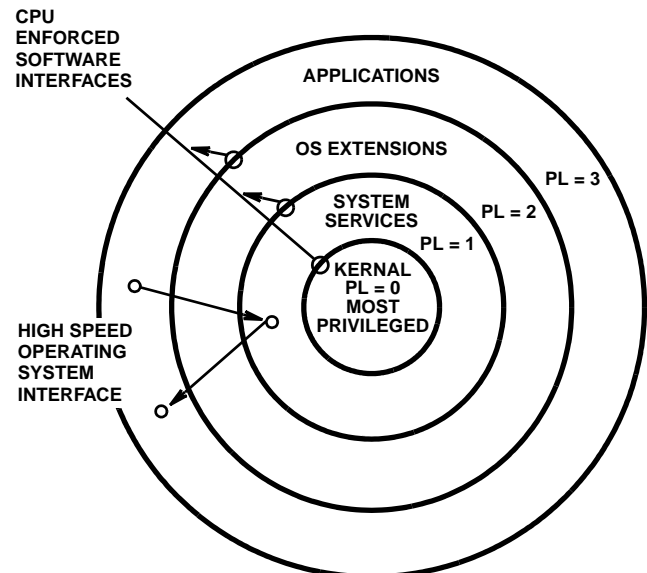 CPU
ENFORCED
SOFTWARE
INTERFACES
APPLICATIONS
OS EXTENSIONS
PL = 3
SYSTEM
SERVICES
PL = 2
PL = 1
KERNAL
PL = 0
MOST
PRIVILEGED
HIGH SPEED
OPERATING
SYSTEM
INTERFACE